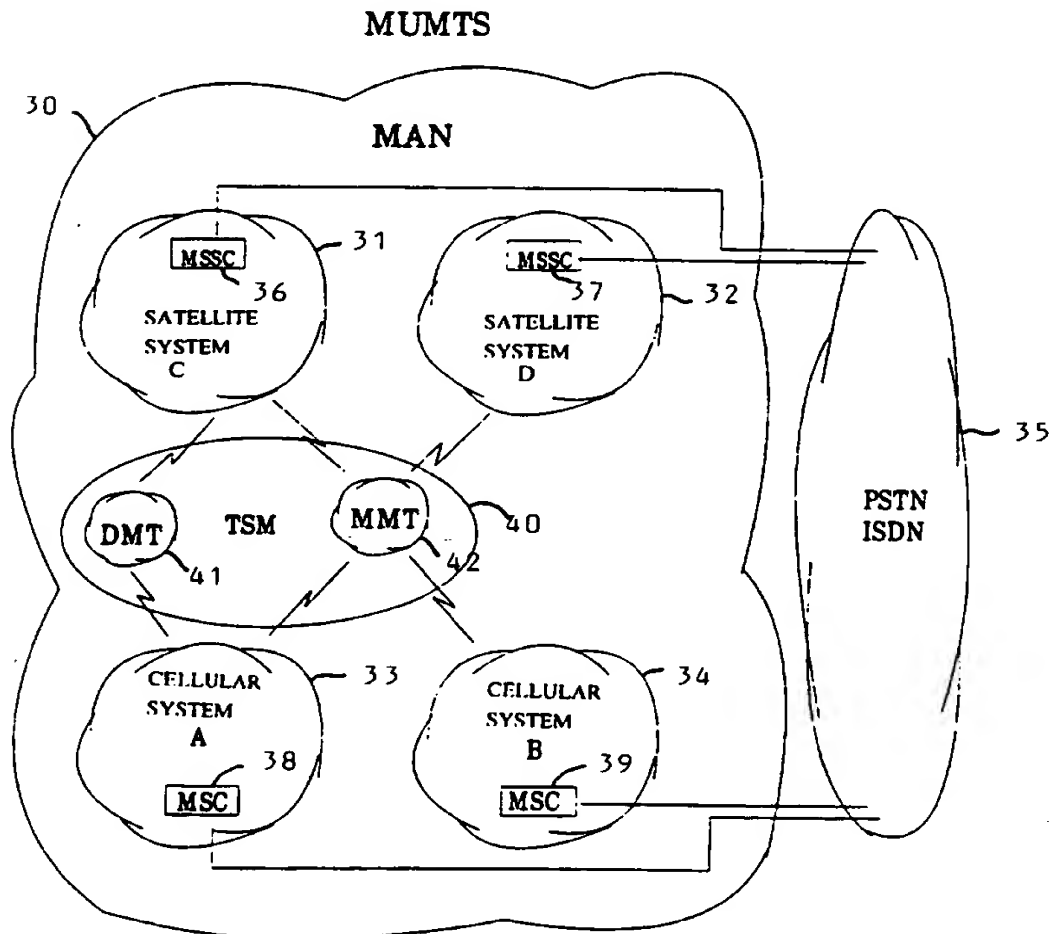 MUMTS
30
MAN
MSSC
31
36
SATELLITE
SYSTEM
C
MSSC
37
32
SATELLITE
SYSTEM
D
35
PSTN
ISDN
DMT
TSM
MMT
40
41
42
CELLULAR
SYSTEM
A
33
38
MSC
CELLULAR
SYSTEM
B
34
39
MSC